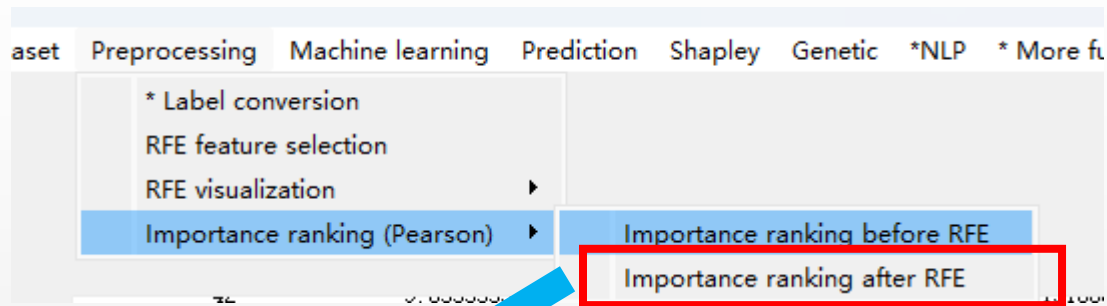 aset Preprocessing Machine learning Prediction Shapley Genetic *NLP * More fu
* Label conversion
RFE feature selection
RFE visualization
Importance ranking (Pearson)
Importance ranking before RFE
Importance ranking after RFE